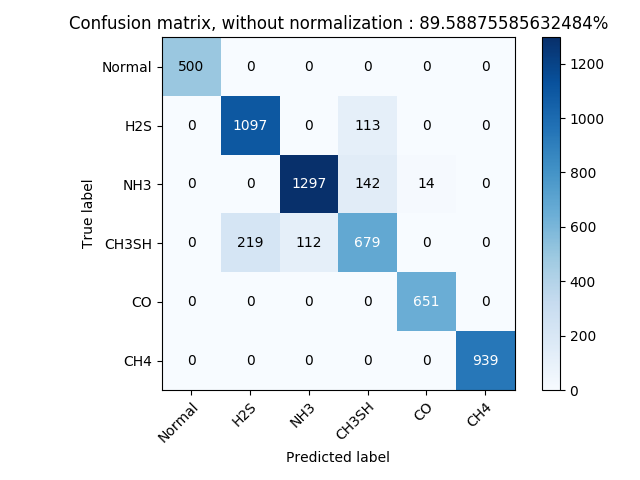 Confusion matrix, without normalization : 89.58875585632484%
Normal 500 0 0 0 0 0
H2S 0 1097 0 113 0 0
NH3 0 0 1297 142 14 0
CH3SH 0 219 112 679 0 0
CO 0 0 0 0 651 0
CH4 0 0 0 0 0 939
Normal H2S NH3 CH3SH CO CH4
True label
Predicted label
1200
1000
800
600
400
200
0